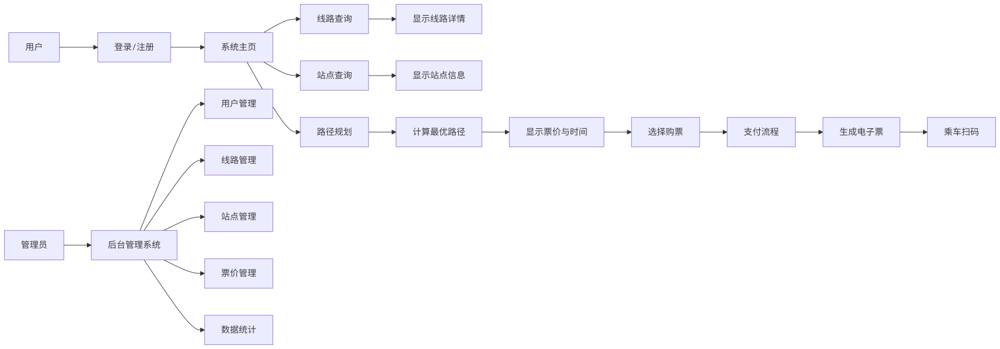 用户
登录/注册
系统主页
线路查询
显示线路详情
站点查询
显示站点信息
路径规划
计算最优路径
显示票价与时间
选择购票
支付流程
生成电子票
乘车扫码
管理员
后台管理系统
用户管理
线路管理
站点管理
票价管理
数据统计